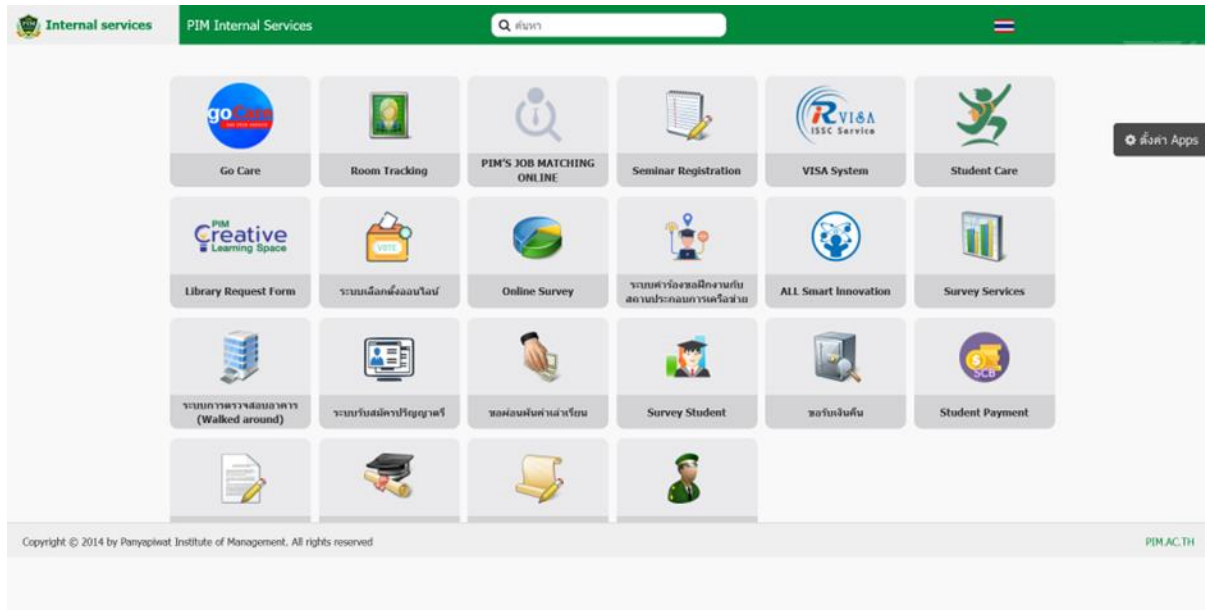 PIM Internal services PIM Internal Services ค้นหา
ตั้งค่า Apps
goCare
Go Care
Room Tracking
PIM'S JOB MATCHING
ONLINE
Seminar Registration
R VISA
ISSC Service
VISA System
Student Care
PIM
Creative
Learning Space
Library Request Form
VOTE
ระบบเลือกตั้งออนไลน์
Online Survey
ระบบคำร้องขอฝึกงานกับ
สถานประกอบการเครือข่าย
ALL Smart Innovation
Survey Services
ระบบการตรวจสอบอาคาร
(Walked around)
ระบบรับสมัครปริญญาตรี
ขอผ่อนผันค่าเล่าเรียน
Survey Student
ขอรับเงินคืน
SCB
Student Payment
Copyright © 2014 by Panyapiwat Institute of Management. All rights reserved
PIM.AC.TH